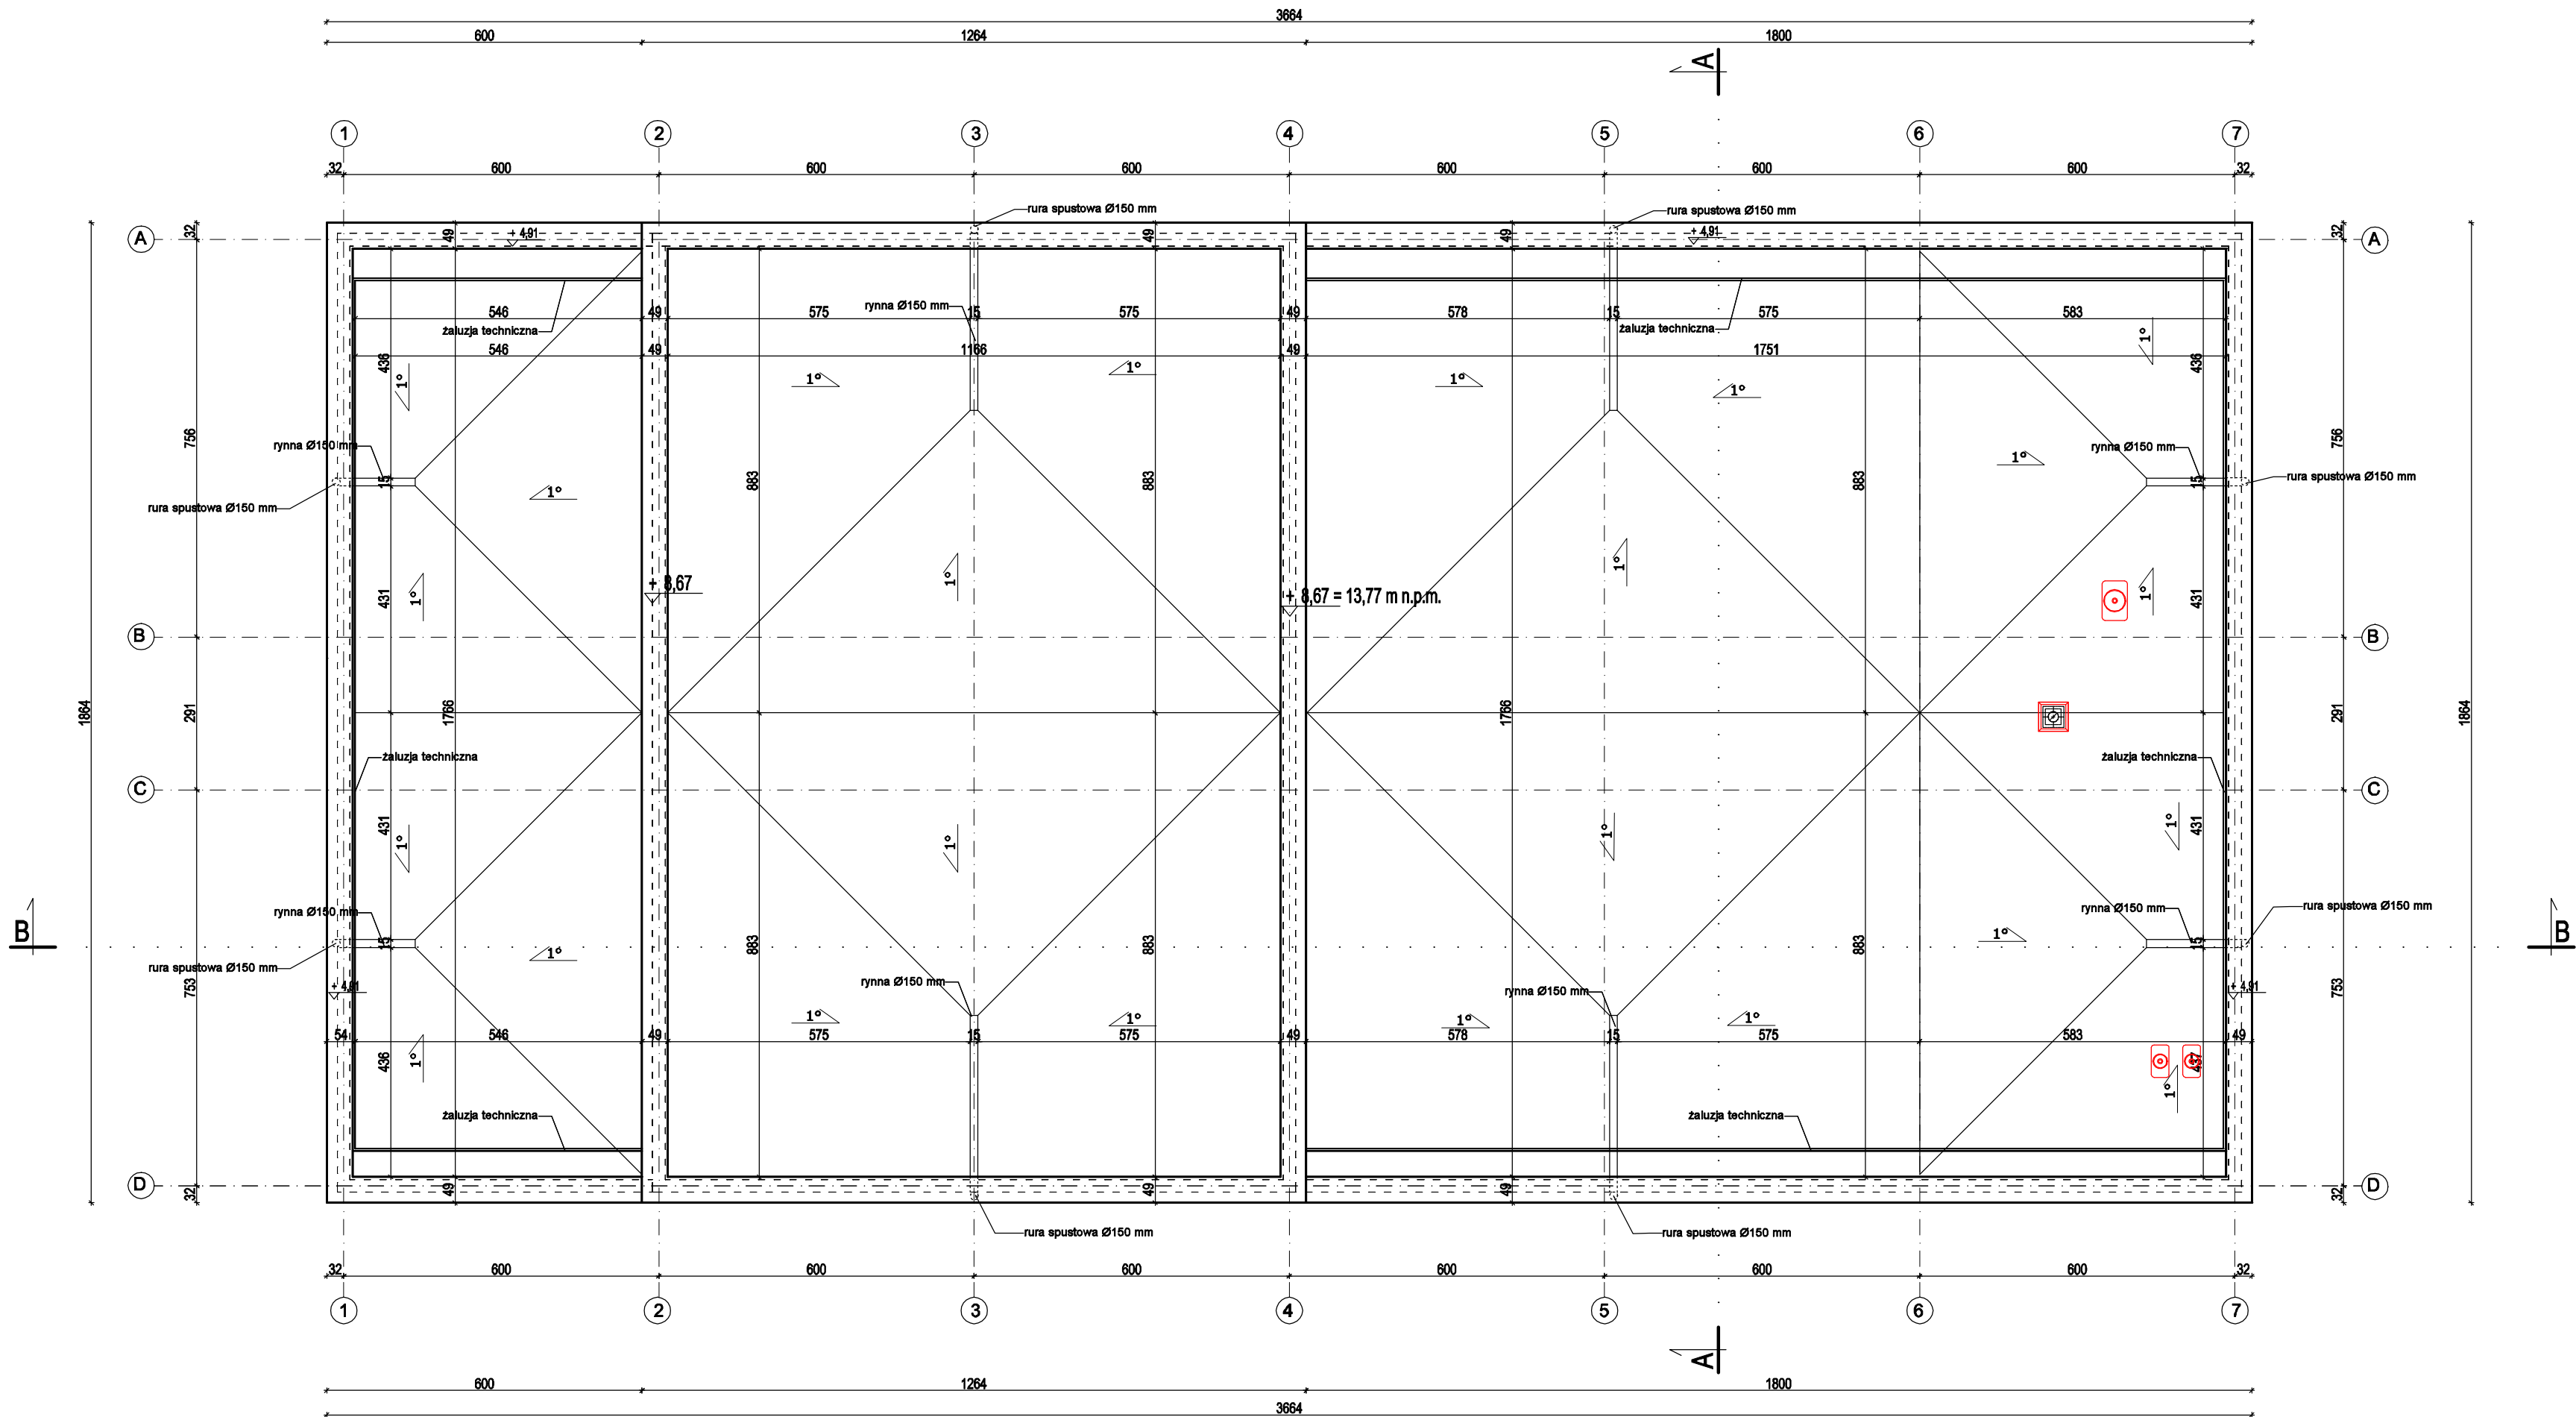 3664
600 1264 1800
A
1 2 3 4 5 6 7
32 600 600 600 600 600 600 32
rura spustowa Ø150 mm rura spustowa Ø150 mm
A 32 49 + 4,91 49 49 + 4,91 32 A
rynna Ø150 mm
546 49 575 15 575 49 578 15 575 583
żaluzja techniczna żaluzja techniczna 1°
546 49 1166 49 1751
436 436
1° 1° 1° 1° 1°
756 756
rynna Ø150 mm 1° rynna Ø150 mm
15 883 883 883 15
rura spustowa Ø150 mm 1° rura spustowa Ø150 mm
+ 8,67
1° 1° 1° 1°
431 + 8,67 = 13,77 m n.p.m. 431
B B
1864 291 1766 1766 291 1864
żaluzja techniczna żaluzja techniczna
C C
431 431
1° 1° 1° 1°
rynna Ø150 mm rynna Ø150 mm
rura spustowa Ø150 mm
B 15 883 883 883 1° 15 B
1°
rura spustowa Ø150 mm
753 + 4,91 rynna Ø150 mm rynna Ø150 mm + 4,91 753
1° 1° 1° 1°
54 546 49 575 15 575 49 578 15 575 583 49
436 1° 437
1°
żaluzja techniczna żaluzja techniczna
D 32 49 49 49 32 D
rura spustowa Ø150 mm rura spustowa Ø150 mm
32 600 600 600 600 600 600 32
1 2 3 4 5 6 7
A
600 1264 1800
3664